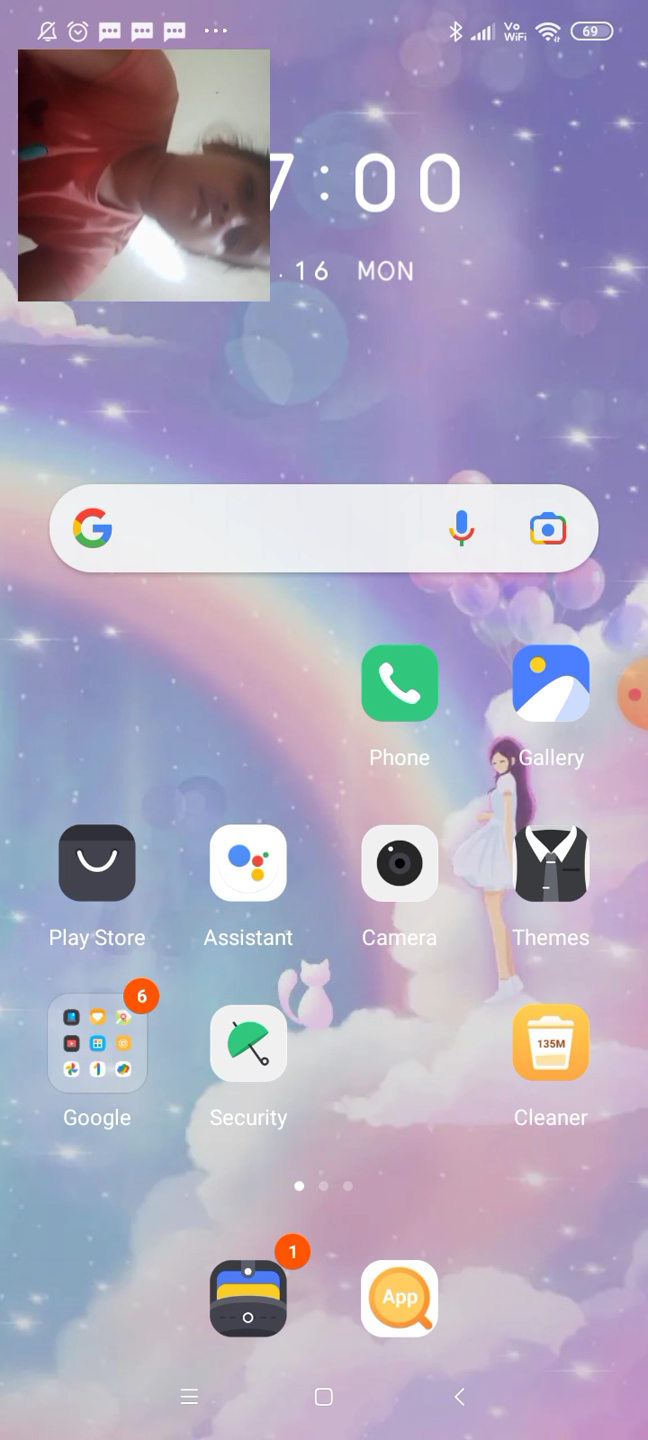 Vo
WiFi
69
7:00
. 16 MON
Phone
Gallery
Play Store
Assistant
Camera
Themes
6
135M
Google
Security
Cleaner
1
App